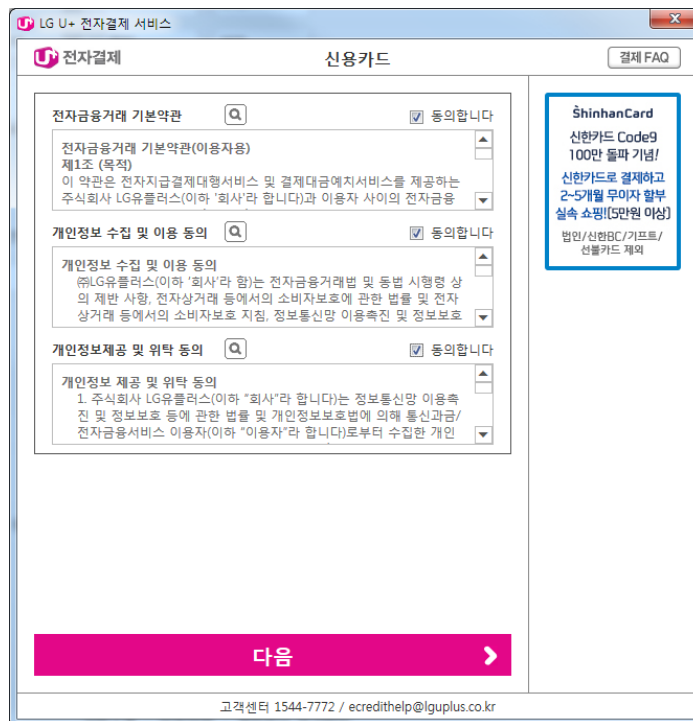 LG U+ 전자결제 서비스
U+ 전자결제
신용카드
결제 FAQ
전자금융거래 기본약관
동의합니다
전자금융거래 기본약관(이용자용)
제1조 (목적)
이 약관은 전자지급결제대행서비스 및 결제대금예치서비스를 제공하는
주식회사 LG유플러스(이하 '회사'라 합니다)과 이용자 사이의 전자금융
개인정보 수집 및 이용 동의
동의합니다
개인정보 수집 및 이용 동의
㈜LG유플러스(이하 '회사'라 함)는 전자금융거래법 및 동법 시행령 상
의 제반 사항, 전자상거래 등에서의 소비자보호에 관한 법률 및 전자
상거래 등에서의 소비자보호 지침, 정보통신망 이용촉진 및 정보보호
개인정보제공 및 위탁 동의
동의합니다
개인정보 제공 및 위탁 동의
1. 주식회사 LG유플러스(이하 "회사"라 합니다)는 정보통신망 이용촉
진 및 정보보호 등에 관한 법률 및 개인정보보호법에 의해 통신과금/
전자금융서비스 이용자(이하 "이용자"라 합니다)로부터 수집한 개인
ShinhanCard
신한카드 Code9
100만 돌파 기념!
신한카드로 결제하고
2~5개월 무이자 할부
실속 쇼핑!(5만원 이상)
법인/신한BC/기프트/
선불카드 제외
다음
고객센터 1544-7772 / ecredithelp@lguplus.co.kr